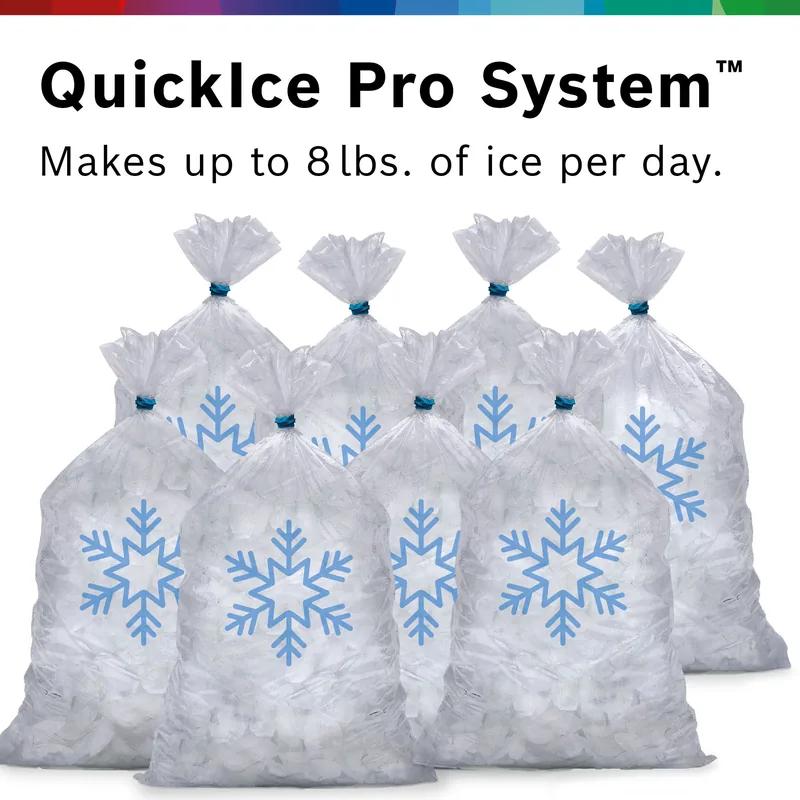 QuickIce Pro System™
Makes up to 8 lbs. of ice per day.